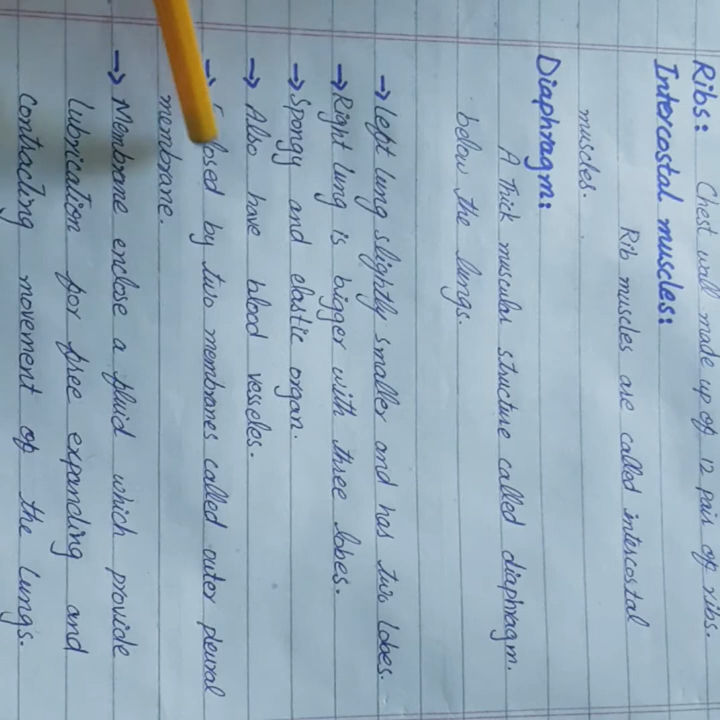 Ribs: Chest wall made up of 12 pair of ribs.
Intercostal muscles:
Rib muscles are called intercostal
muscles.
Diaphragm:
A thick muscular structure called diaphragm.
below the lungs.
→ Left lung slightly smaller and has two lobes.
→ Right lung is bigger with three lobes.
→ Spongy and elastic organ.
→ Also have blood vesseles.
→ by two membranes called outer pleural
membrane.
→ Membrane enclose a fluid which provide
Lubrication for free expanding and
contracting movement of the lungs.